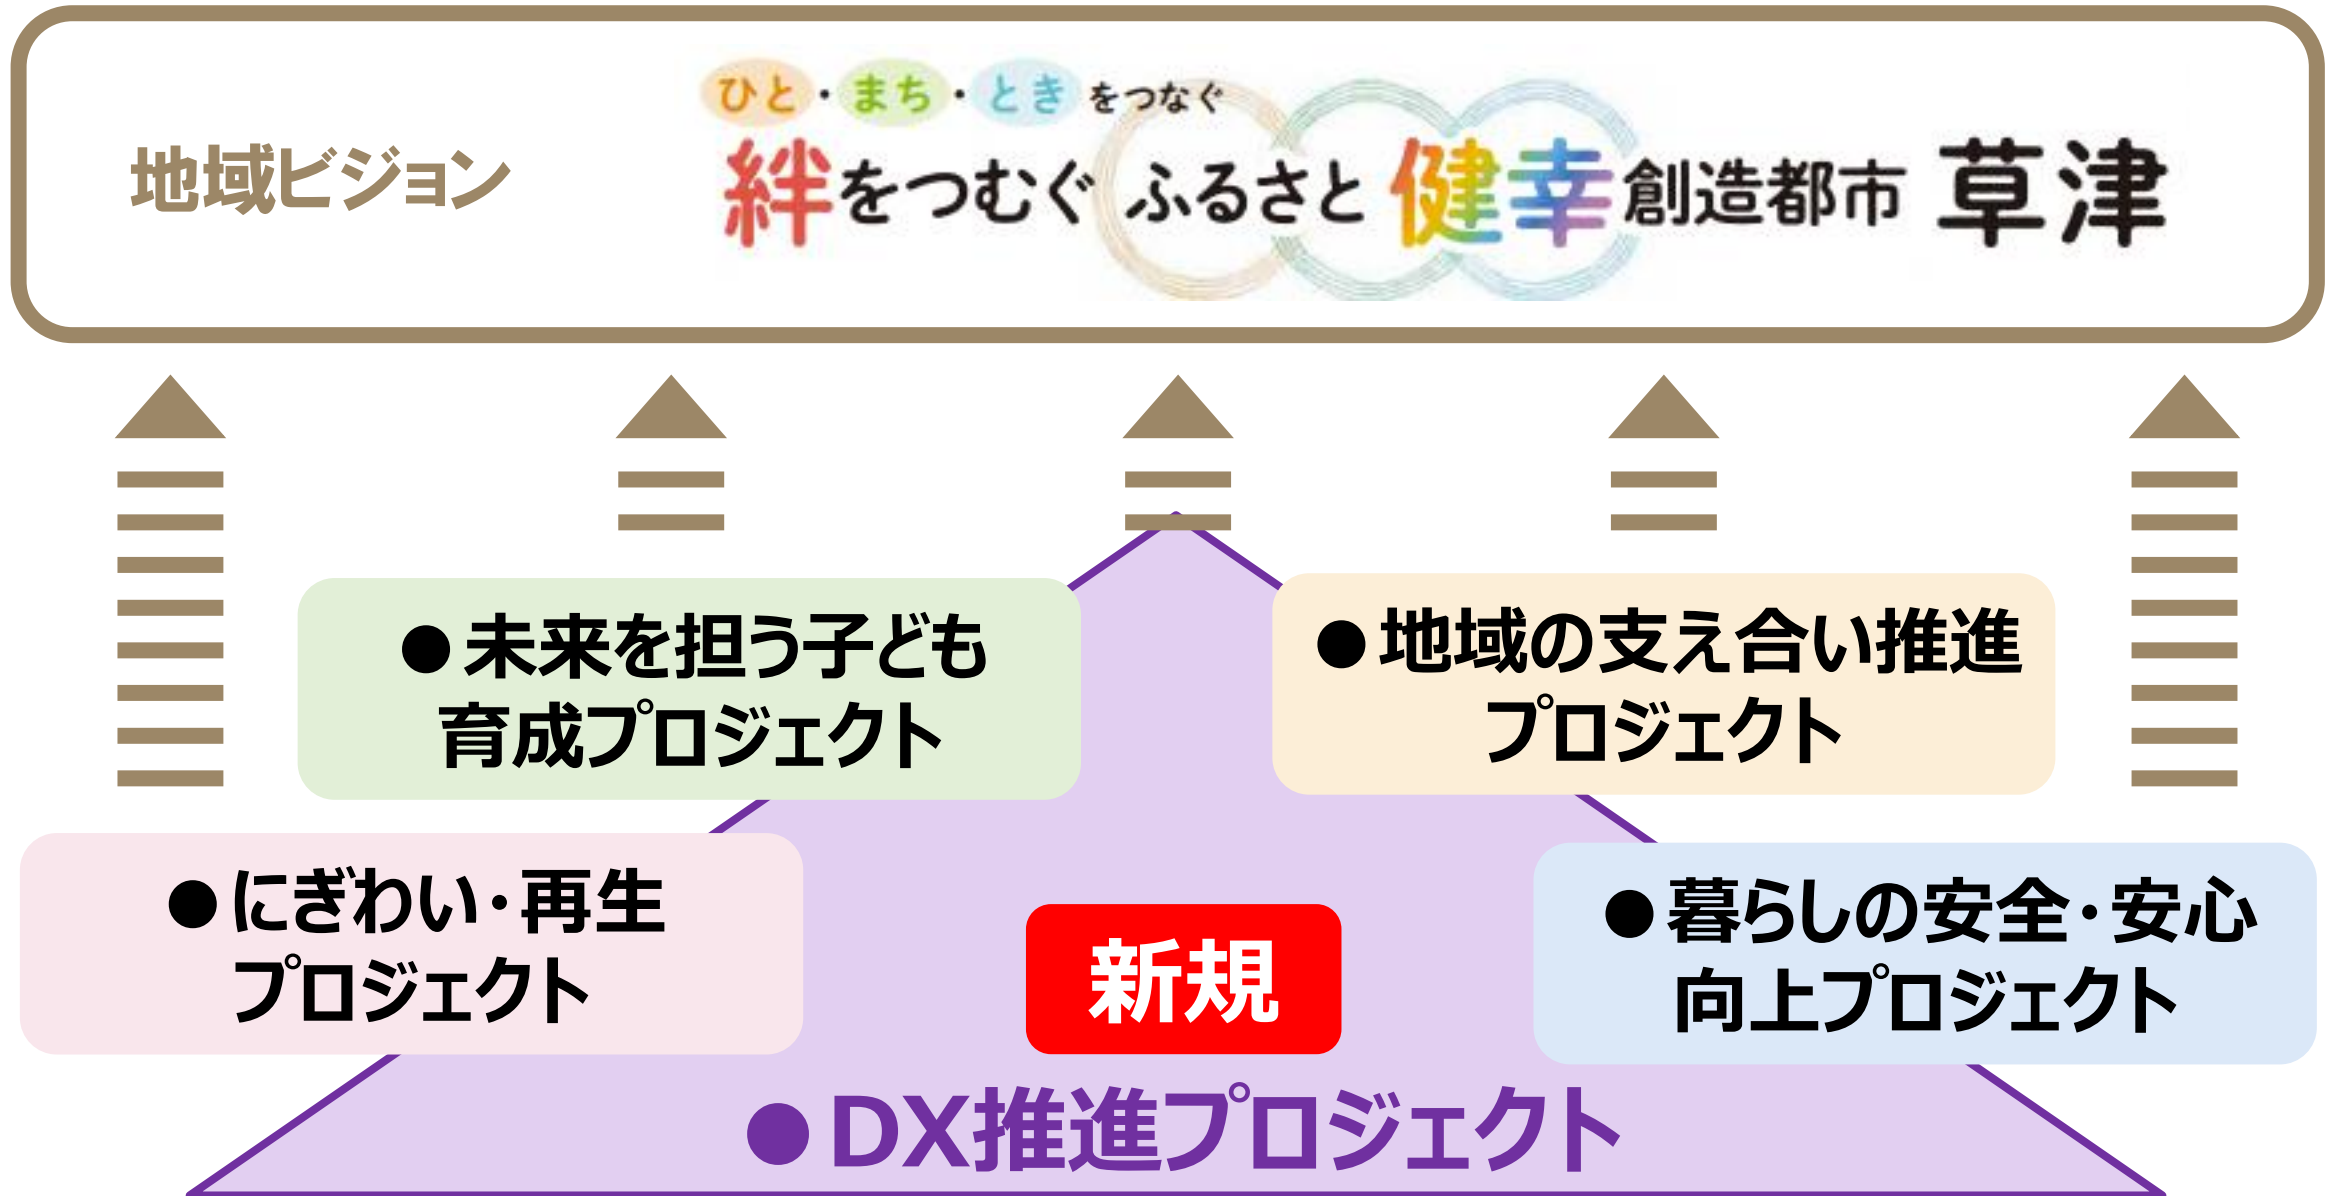 地域ビジョン
ひと・まち・ときをつなぐ
絆をつむぐ ふるさと 健幸創造都市 草津
●未来を担う子ども
育成プロジェクト
●地域の支え合い推進
プロジェクト
●にぎわい・再生
プロジェクト
●暮らしの安全・安心
向上プロジェクト
新規
●DX推進プロジェクト